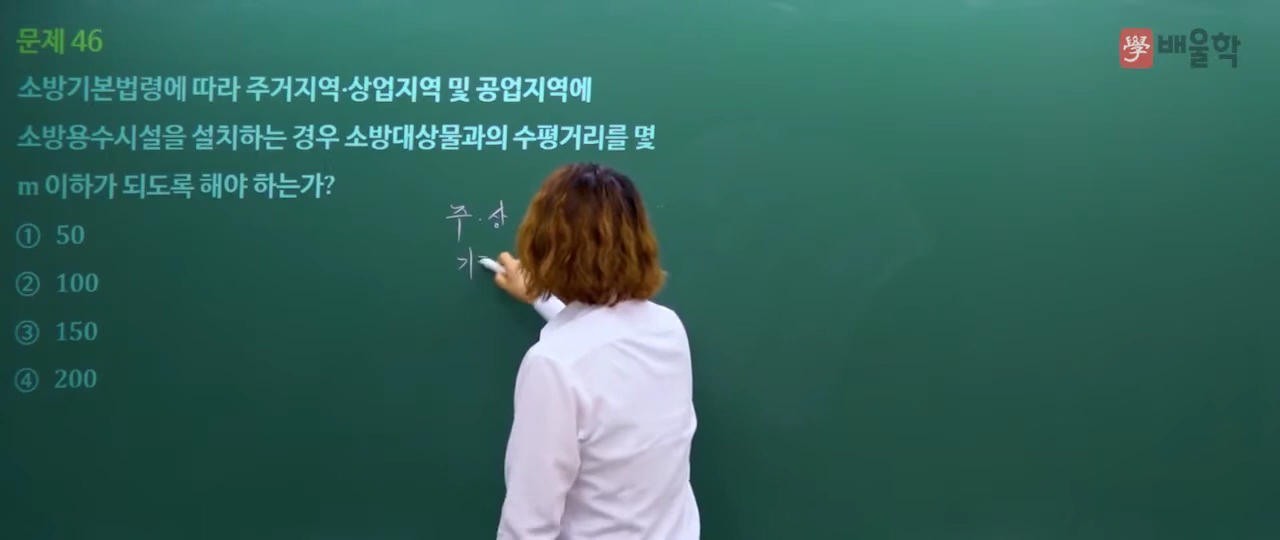 문제 46
學 배울학
소방기본법령에 따라 주거지역·상업지역 및 공업지역에
소방용수시설을 설치하는 경우 소방대상물과의 수평거리를 몇
m 이하가 되도록 해야 하는가?
① 50
② 100
③ 150
④ 200
주·상
기